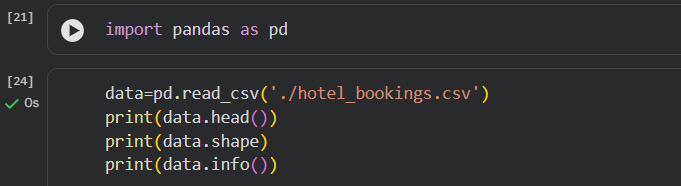 [21]
import pandas as pd
[24]
0s
data=pd.read_csv('./hotel_bookings.csv')
print(data.head())
print(data.shape)
print(data.info())